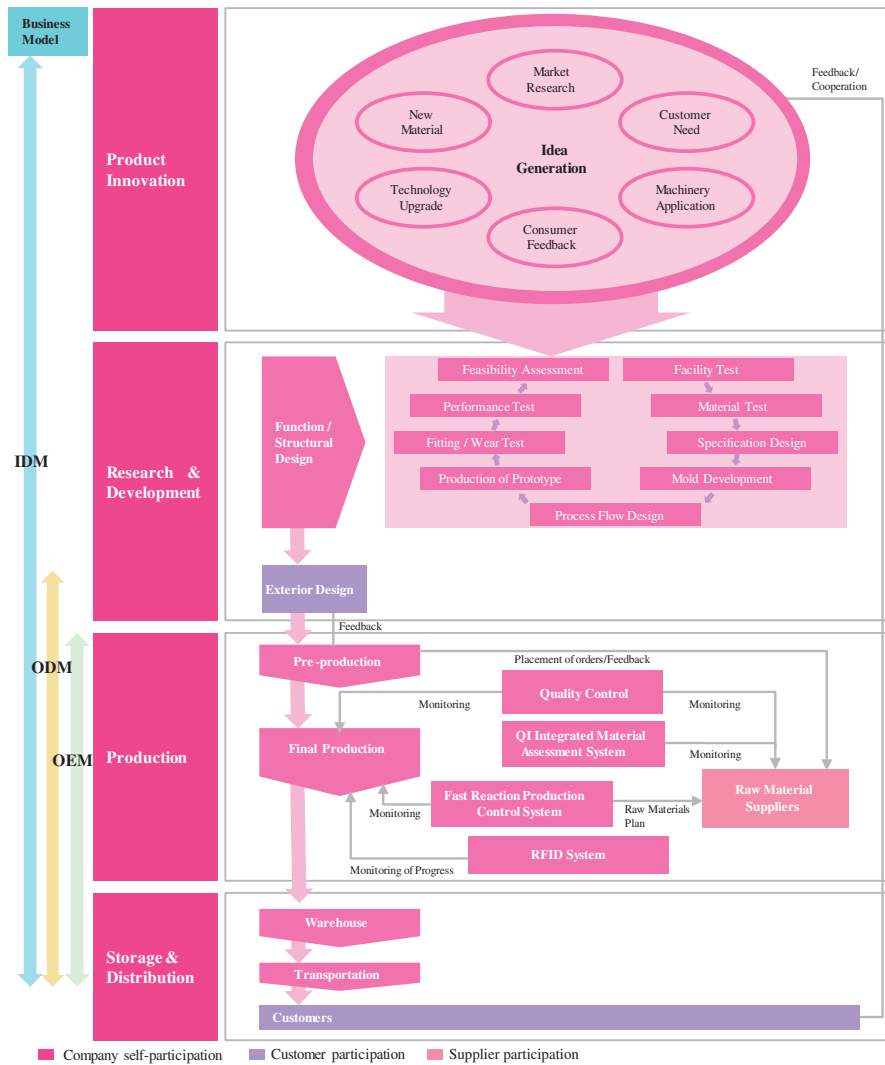 Business
Model
Product
Innovation
Market
Research
New
Material
Customer
Need
Idea
Generation
Technology
Upgrade
Machinery
Application
Consumer
Feedback
Feedback/
Cooperation
IDM
Research &
Development
Function /
Structural
Design
Feasibility Assessment
Facility Test
Performance Test
Material Test
Fitting / Wear Test
Specification Design
Production of Prototype
Mold Development
Process Flow Design
Exterior Design
Feedback
ODM
OEM
Production
Pre -production
Placement of orders/Feedback
Monitoring
Quality Control
Final Production
QI Integrated Material
Assessment System
Monitoring
Monitoring
Fast Reaction Production
Control System
Raw Materials
Plan
Raw Material
Suppliers
RFID System
Monitoring of Progress
Storage &
Distribution
Warehouse
Transportation
Customers
Company self-participation
Customer participation
Supplier participation